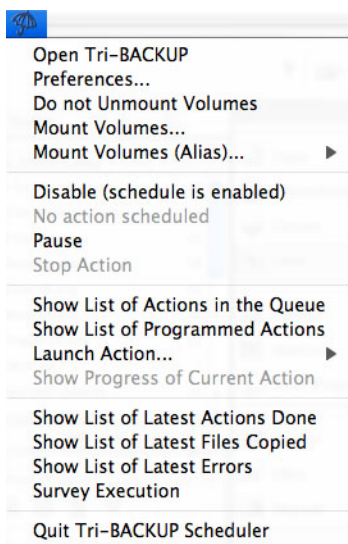 Open Tri-BACKUP
Preferences...
Do not Unmount Volumes
Mount Volumes...
Mount Volumes (Alias)...
Disable (schedule is enabled)
No action scheduled
Pause
Stop Action
Show List of Actions in the Queue
Show List of Programmed Actions
Launch Action...
Show Progress of Current Action
Show List of Latest Actions Done
Show List of Latest Files Copied
Show List of Latest Errors
Survey Execution
Quit Tri-BACKUP Scheduler